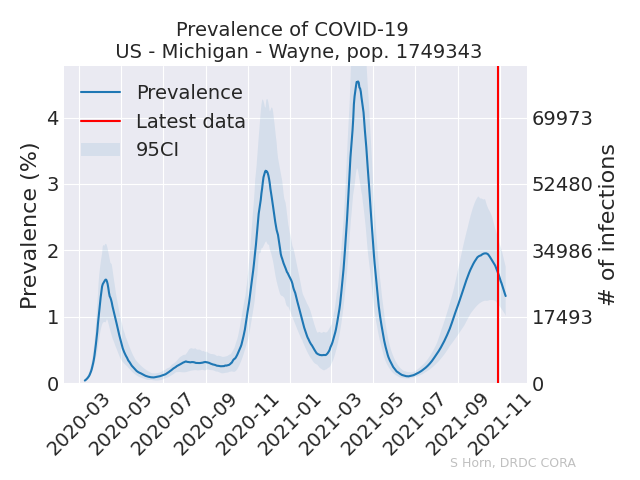 Prevalence of COVID-19
US - Michigan - Wayne, pop. 1749343
Prevalence
Latest data
95CI
Prevalence (%)
4
3
2
1
0
69973
52480
34986
17493
0
# of infections
2020-03
2020-05
2020-07
2020-09
2020-11
2021-01
2021-03
2021-05
2021-07
2021-09
2021-11
S Horn, DRDC CORA